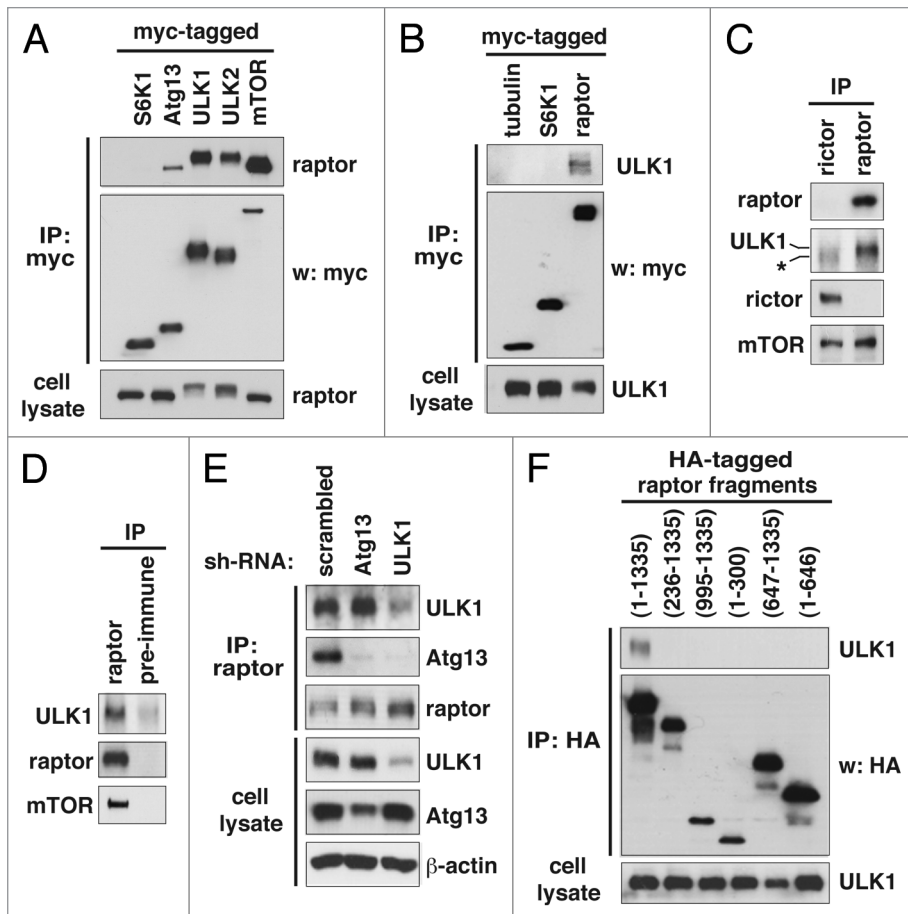 A
myc-tagged
S6K1
Atg13
ULK1
ULK2
mTOR
raptor
IP:
myc
w: myc
cell
lysate
raptor
B
myc-tagged
tubulin
S6K1
raptor
ULK1
IP:
myc
w: myc
cell
lysate
ULK1
C
IP
rictor
raptor
raptor
ULK1
*
rictor
mTOR
D
IP
raptor
pre-immune
ULK1
raptor
mTOR
E
sh-RNA:
scrambled
Atg13
ULK1
IP:
raptor
ULK1
Atg13
raptor
cell
lysate
ULK1
Atg13
β-actin
F
HA-tagged
raptor fragments
(1-1335)
(236-1335)
(995-1335)
(1-300)
(647-1335)
(1-646)
ULK1
IP: HA
w: HA
cell
lysate
ULK1